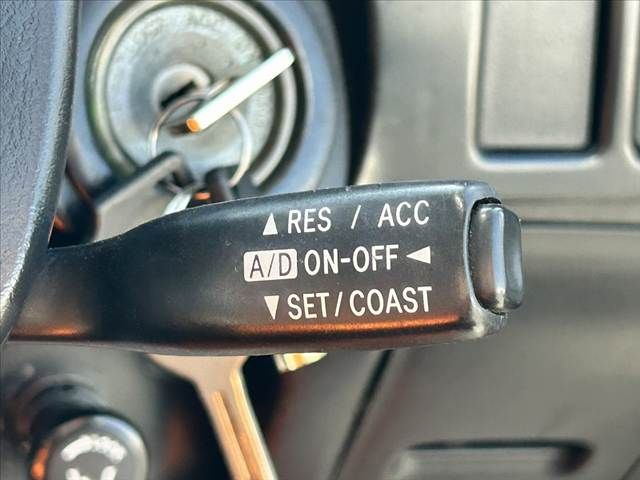 ▲ RES / ACC
A/D ON-OFF ◀
▼ SET/COAST